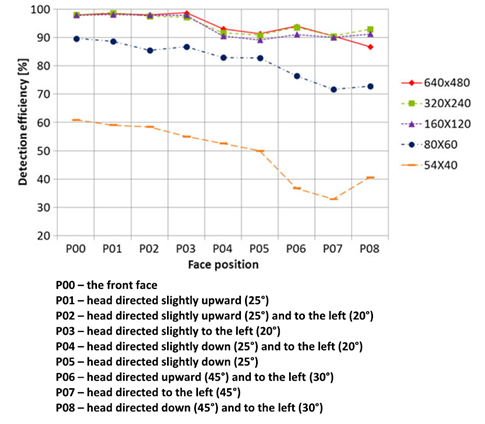 100
90
80
70
60
50
40
30
20
Detection efficiency [%]
P00 P01 P02 P03 P04 P05 P06 P07 P08
Face position
640x480
320X240
160X120
80X60
54X40
P00 – the front face
P01 – head directed slightly upward (25°)
P02 – head directed slightly upward (25°) and to the left (20°)
P03 – head directed slightly to the left (20°)
P04 – head directed slightly down (25°) and to the left (20°)
P05 – head directed slightly down (25°)
P06 – head directed upward (45°) and to the left (30°)
P07 – head directed to the left (45°)
P08 – head directed down (45°) and to the left (30°)